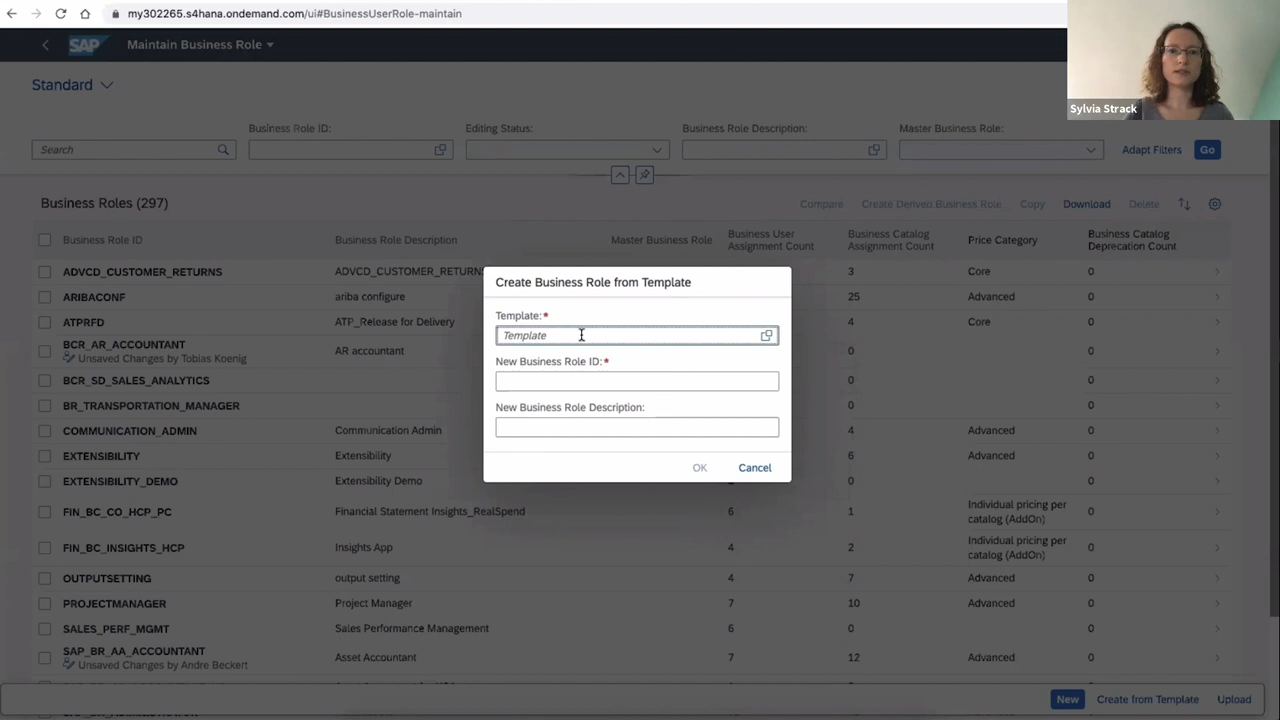 my302265.s4hana.ondemand.com/ui#BusinessUserRole-maintain
SAP Maintain Business Role
Sylvia Strack
Standard
Business Role ID: Editing Status: Business Role Description: Master Business Role:
Search Adapt Filters Go
Business Roles (297) Compare Create Derived Business Role Copy Download Delete
Business Role ID Business Role Description Master Business Role Business User Assignment Count Business Catalog Assignment Count Price Category Business Catalog Deprecation Count
ADVCD_CUSTOMER_RETURNS ADVCD_CUSTOMER_RETURNS 3 Core 0
ARIBACONF ariba configure 25 Advanced 0
ATPRFD ATP_Release for Delivery 4 Core 0
BCR_AR_ACCOUNTANT AR accountant 0 0
Unsaved Changes by Tobias Koenig
BCR_SD_SALES_ANALYTICS 0 0
BR_TRANSPORTATION_MANAGER 0 0
COMMUNICATION_ADMIN Communication Admin 4 Advanced 0
EXTENSIBILITY Extensibility 6 Advanced 0
EXTENSIBILITY_DEMO Extensibility Demo 0 0
FIN_BC_CO_HCP_PC Financial Statement Insights_RealSpend 6 1 Individual pricing per catalog (AddOn) 0
FIN_BC_INSIGHTS_HCP Insights App 4 2 Individual pricing per catalog (AddOn) 0
OUTPUTSETTING output setting 4 7 Advanced 0
PROJECTMANAGER Project Manager 7 10 Advanced 0
SALES_PERF_MGMT Sales Performance Management 6 0 0
SAP_BR_AA_ACCOUNTANT Asset Accountant 7 12 Advanced 0
Unsaved Changes by Andre Beckert
Create Business Role from Template
Template:*
Template
New Business Role ID:*
New Business Role Description:
OK Cancel
New Create from Template Upload